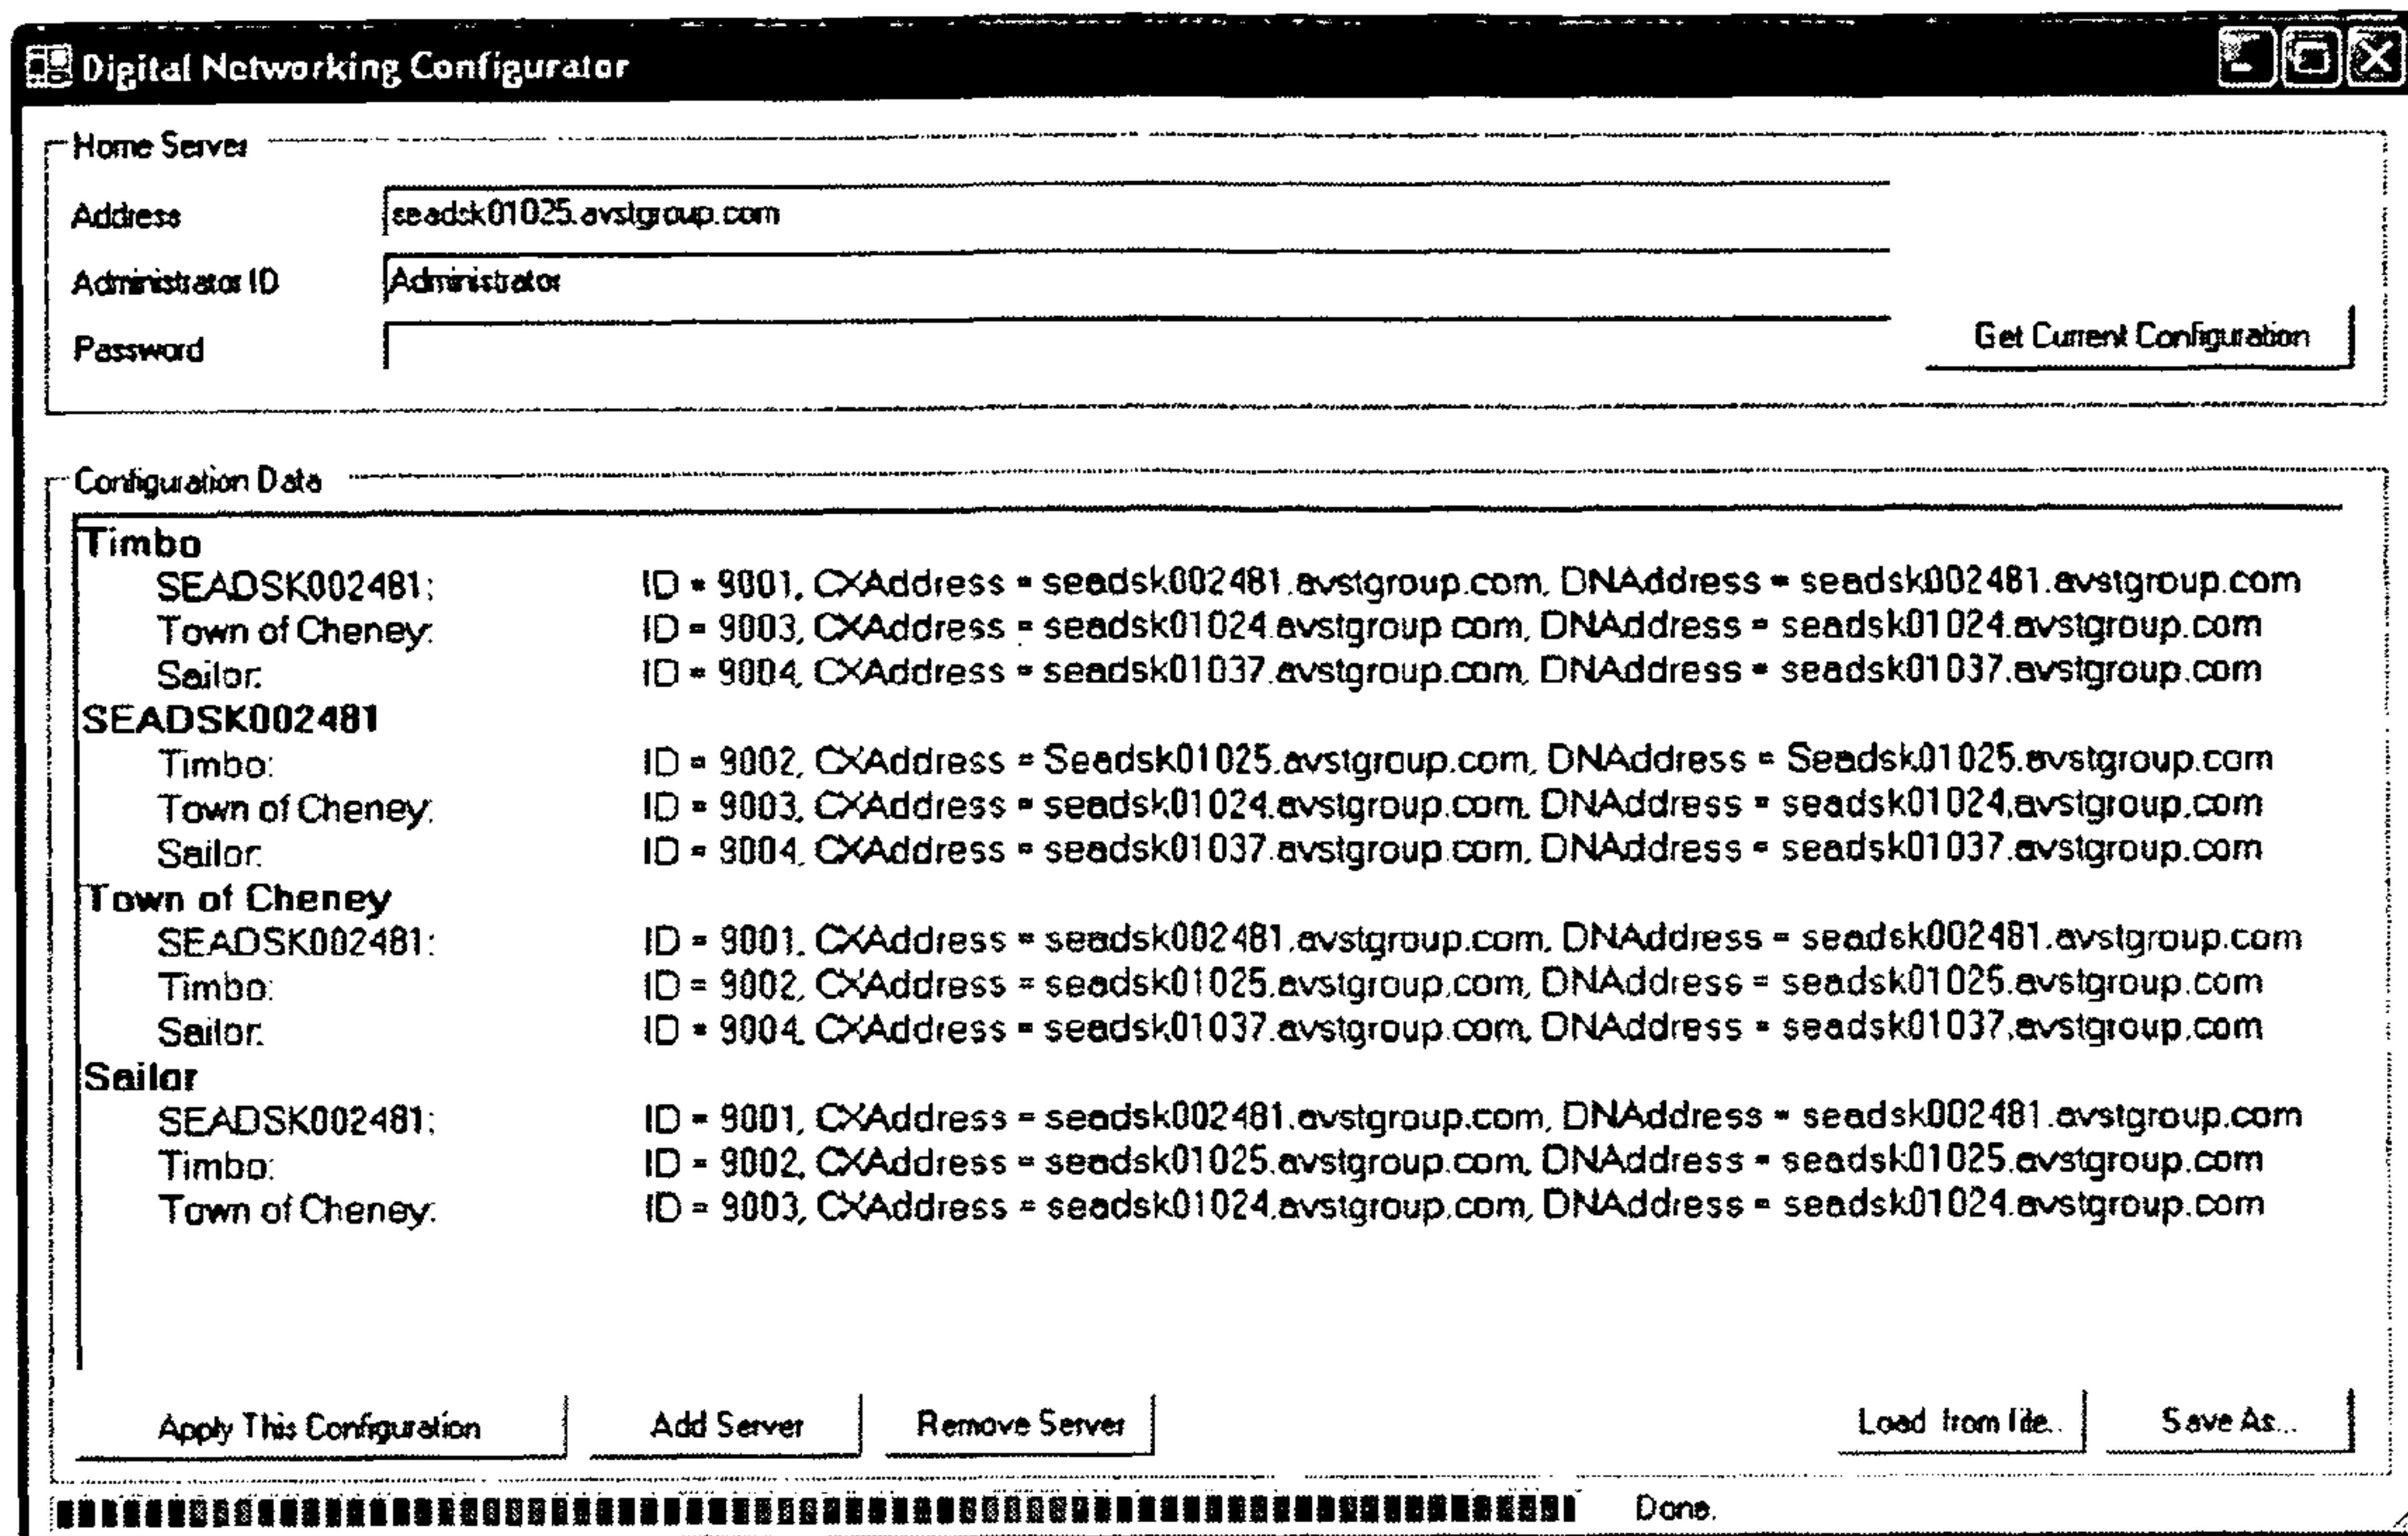 Digital Networking Configurator
Home Server
Address seadsk01025.avstgroup.com
Administrator ID Administrator
Password
Get Current Configuration
Configuration Data
Timbo
SEADSK002481: ID = 9001, CXAddress = seadsk002481.avstgroup.com, DNAddress = seadsk002481.avstgroup.com
Town of Cheney: ID = 9003, CXAddress = seadsk01024.avstgroup.com, DNAddress = seadsk01024.avstgroup.com
Sailor: ID = 9004, CXAddress = seadsk01037.avstgroup.com, DNAddress = seadsk01037.avstgroup.com
SEADSK002481
Timbo: ID = 9002, CXAddress = Seadsk01025.avstgroup.com, DNAddress = Seadsk01025.avstgroup.com
Town of Cheney: ID = 9003, CXAddress = seadsk01024.avstgroup.com, DNAddress = seadsk01024.avstgroup.com
Sailor: ID = 9004, CXAddress = seadsk01037.avstgroup.com, DNAddress = seadsk01037.avstgroup.com
Town of Cheney
SEADSK002481: ID = 9001, CXAddress = seadsk002481.avstgroup.com, DNAddress = seadsk002481.avstgroup.com
Timbo: ID = 9002, CXAddress = seadsk01025.avstgroup.com, DNAddress = seadsk01025.avstgroup.com
Sailor: ID = 9004, CXAddress = seadsk01037.avstgroup.com, DNAddress = seadsk01037.avstgroup.com
Sailor
SEADSK002481: ID = 9001, CXAddress = seadsk002481.avstgroup.com, DNAddress = seadsk002481.avstgroup.com
Timbo: ID = 9002, CXAddress = seadsk01025.avstgroup.com, DNAddress = seadsk01025.avstgroup.com
Town of Cheney: ID = 9003, CXAddress = seadsk01024.avstgroup.com, DNAddress = seadsk01024.avstgroup.com
Apply This Configuration Add Server Remove Server Load from file... Save As...
Done.